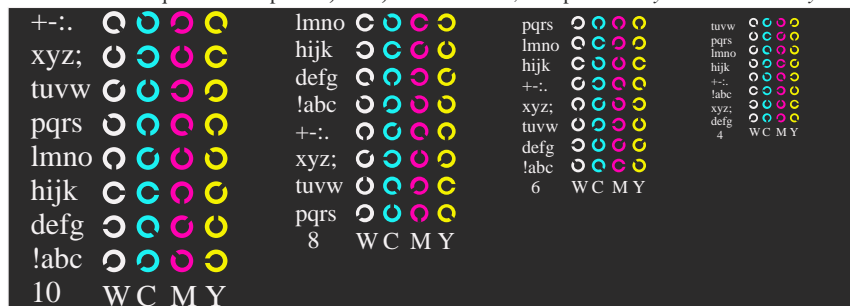 +-:.
xyz;
tuvw
pqrs
lmno
hijk
defg
!abc
10 W C M Y
lmno
hijk
defg
!abc
+-:.
xyz;
tuvw
pqrs
8 W C M Y
pqrs
lmno
hijk
+-:.
xyz;
tuvw
defg
!abc
6 W C M Y
tuvw
pqrs
lmno
hijk
+-:.
!abc
xyz;
defg
4 W C M Y